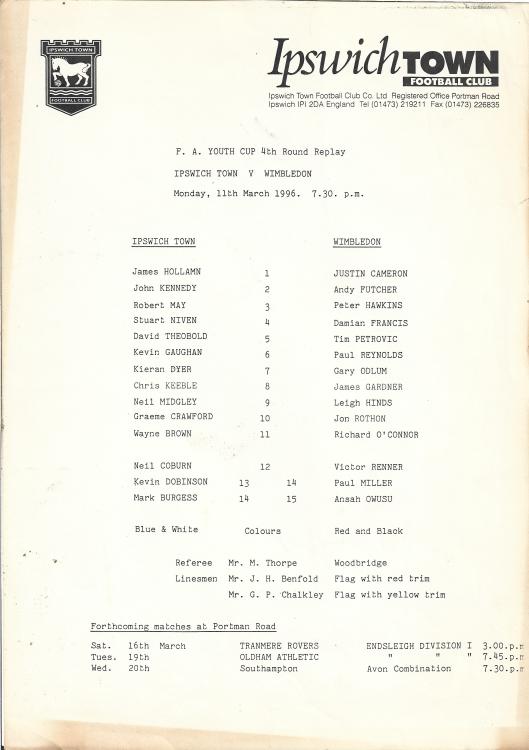 IPSWICH TOWN
FOOTBALL CLUB
Ipswich TOWN
FOOTBALL CLUB
Ipswich Town Football Club Co. Ltd Registered Office Portman Road
Ipswich IPI 2DA England Tel (01473) 219211 Fax (01473) 226835
F. A. YOUTH CUP 4th Round Replay
IPSWICH TOWN V WIMBLEDON
Monday, 11th March 1996. 7.30. p.m.
IPSWICH TOWN WIMBLEDON
James HOLLAMN 1 JUSTIN CAMERON
John KENNEDY 2 Andy FUTCHER
Robert MAY 3 Peter HAWKINS
Stuart NIVEN 4 Damian FRANCIS
David THEOBOLD 5 Tim PETROVIC
Kevin GAUGHAN 6 Paul REYNOLDS
Kieran DYER 7 Gary ODLUM
Chris KEEBLE 8 James GARDNER
Neil MIDGLEY 9 Leigh HINDS
Graeme CRAWFORD 10 Jon ROTHON
Wayne BROWN 11 Richard O'CONNOR
Neil COBURN 12 Victor RENNER
Kevin DOBINSON 13 14 Paul MILLER
Mark BURGESS 14 15 Ansah OWUSU
Blue & White Colours Red and Black
Referee Mr. M. Thorpe Woodbridge
Linesmen Mr. J. H. Benfold Flag with red trim
Mr. G. P. Chalkley Flag with yellow trim
Forthcoming matches at Portman Road
Sat. 16th March TRANMERE ROVERS ENDSLEIGH DIVISION I 3.00.p.m
Tues. 19th OLDHAM ATHLETIC " " " 7.45.p.m
Wed. 20th Southampton Avon Combination 7.30.p.m